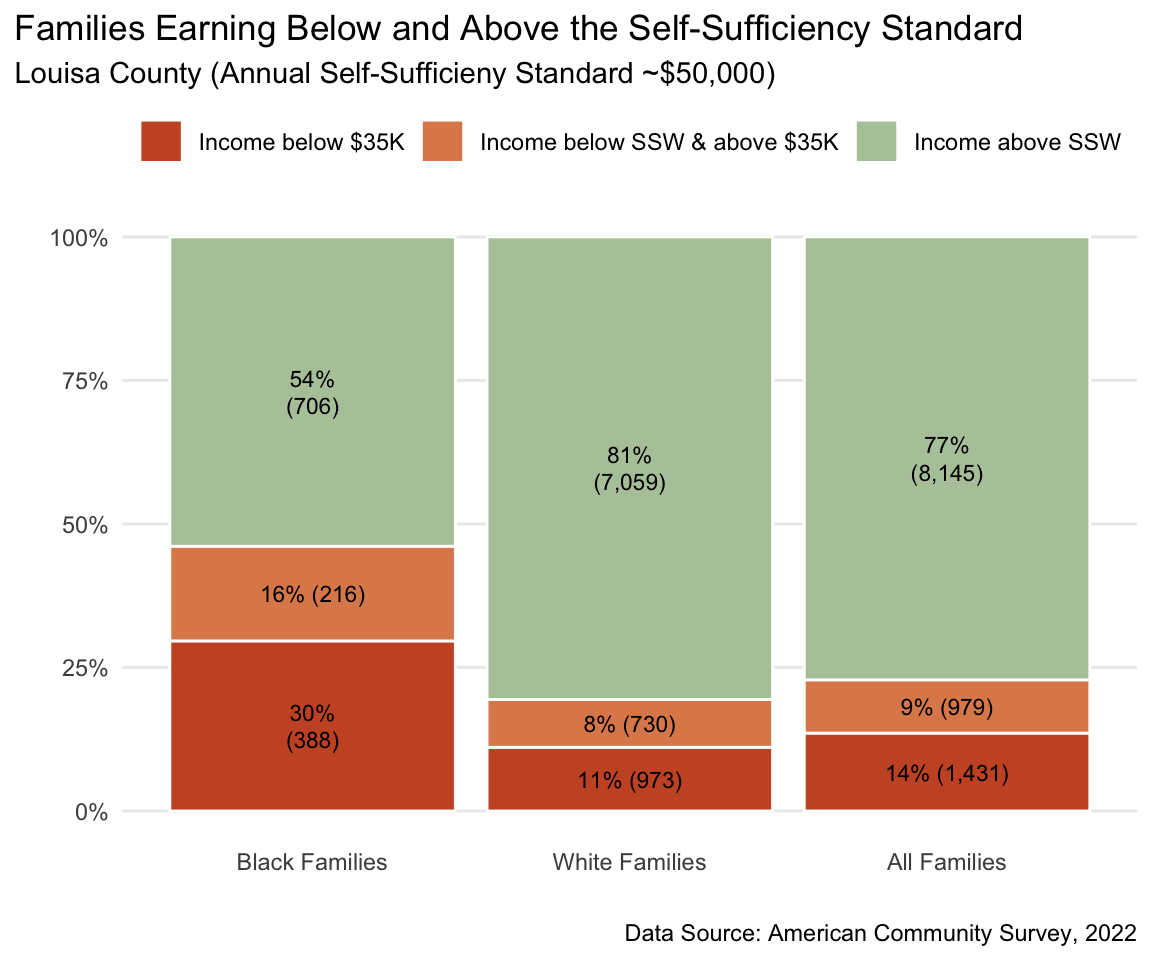 Families Earning Below and Above the Self-Sufficiency Standard
Louisa County (Annual Self-Sufficieny Standard ~$50,000)
Income below $35K
Income below SSW & above $35K
Income above SSW
100%
75%
50%
25%
0%
54%
(706)
16% (216)
30%
(388)
81%
(7,059)
8% (730)
11% (973)
77%
(8,145)
9% (979)
14% (1,431)
Black Families
White Families
All Families
Data Source: American Community Survey, 2022